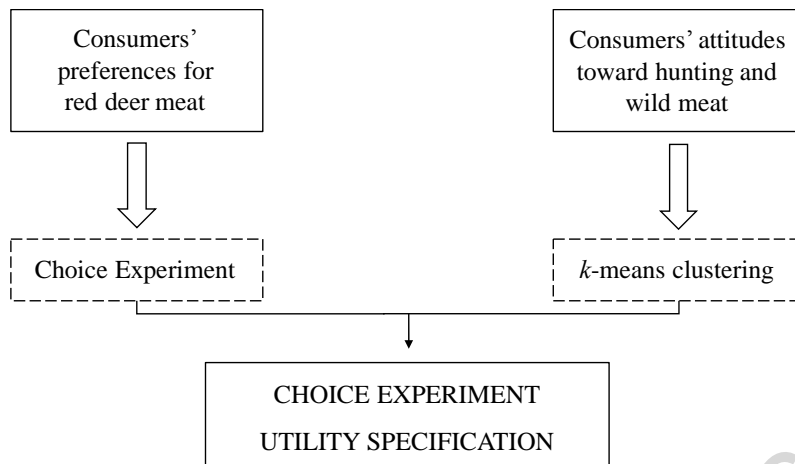 Consumers’
preferences for
red deer meat
Consumers’ attitudes
toward hunting and
wild meat
Choice Experiment
k-means clustering
CHOICE EXPERIMENT
UTILITY SPECIFICATION